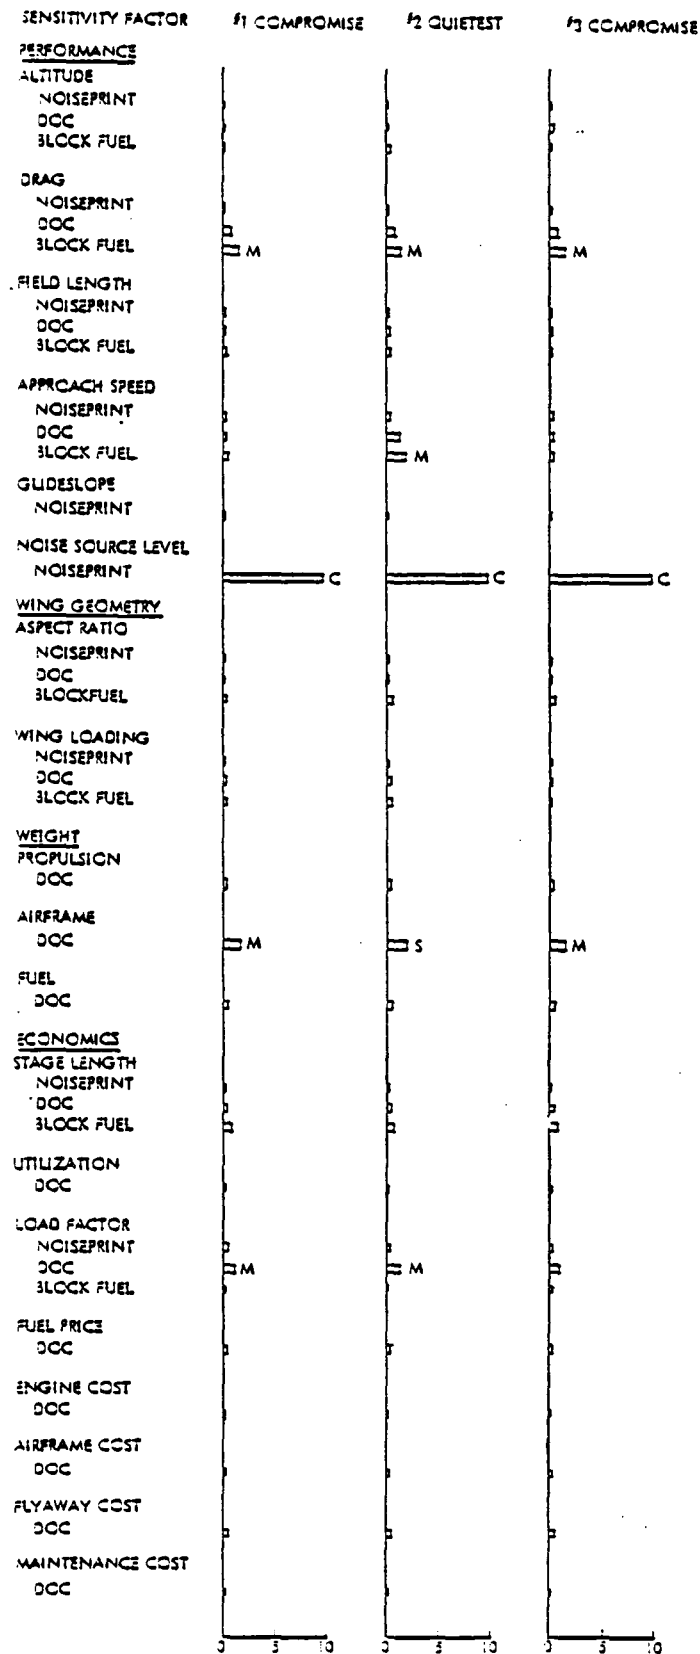 SENSITIVITY FACTOR #1 COMPROMISE #2 QUIETEST #3 COMPROMISE
PERFORMANCE
ALTITUDE
NOISEPRINT
DOC
BLOCK FUEL
DRAG
NOISEPRINT
DOC
BLOCK FUEL M M M
FIELD LENGTH
NOISEPRINT
DOC
BLOCK FUEL
APPROACH SPEED
NOISEPRINT
DOC
BLOCK FUEL M
GLIDESLOPE
NOISEPRINT
NOISE SOURCE LEVEL
NOISEPRINT C C C
WING GEOMETRY
ASPECT RATIO
NOISEPRINT
DOC
BLOCKFUEL
WING LOADING
NOISEPRINT
DOC
BLOCK FUEL
WEIGHT
PROPULSION
DOC
AIRFRAME
DOC M S M
FUEL
DOC
ECONOMICS
STAGE LENGTH
NOISEPRINT
DOC
BLOCK FUEL
UTILIZATION
DOC
LOAD FACTOR
NOISEPRINT
DOC M M
BLOCK FUEL
FUEL PRICE
DOC
ENGINE COST
DOC
AIRFRAME COST
DOC
FLYAWAY COST
DOC
MAINTENANCE COST
DOC
0 5 10 0 5 10 0 5 10